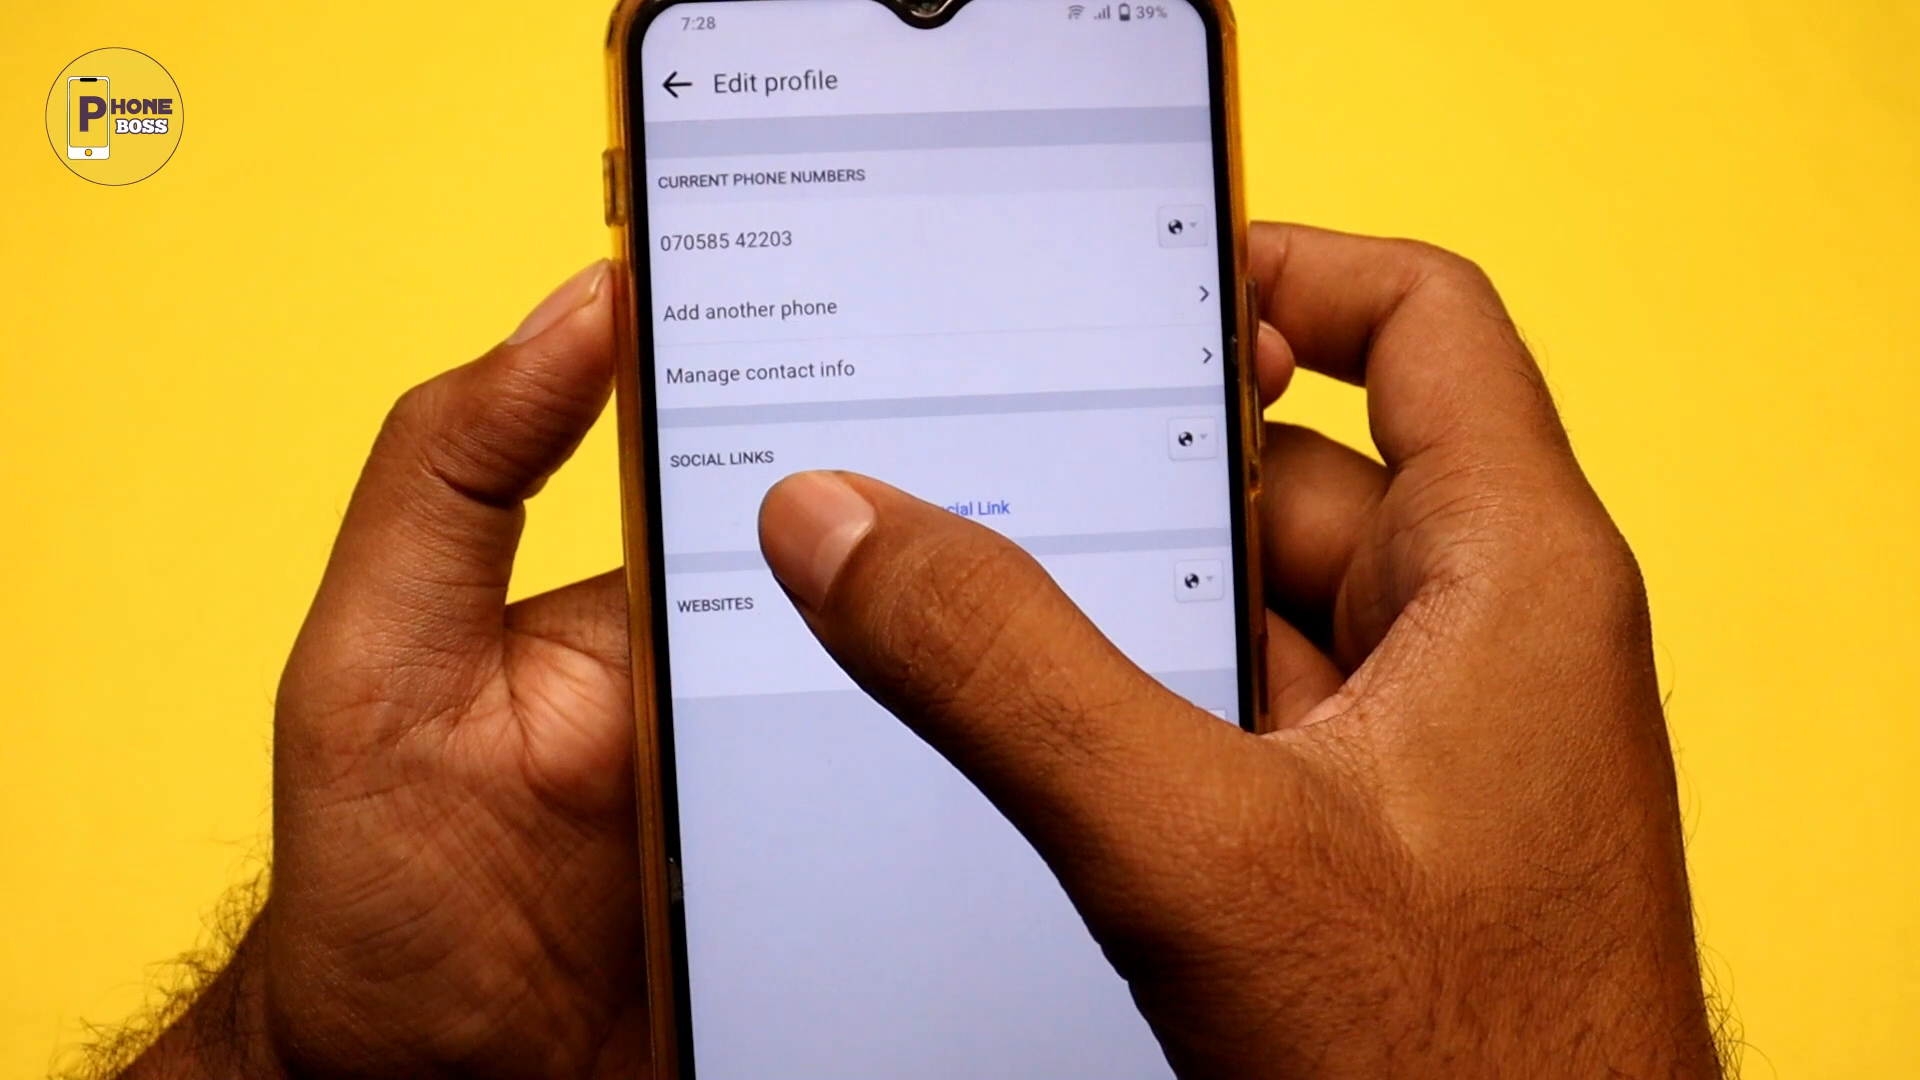 PHONE
BOSS
7:28
39%
Edit profile
CURRENT PHONE NUMBERS
070585 42203
Add another phone
Manage contact info
SOCIAL LINKS
Link
WEBSITES